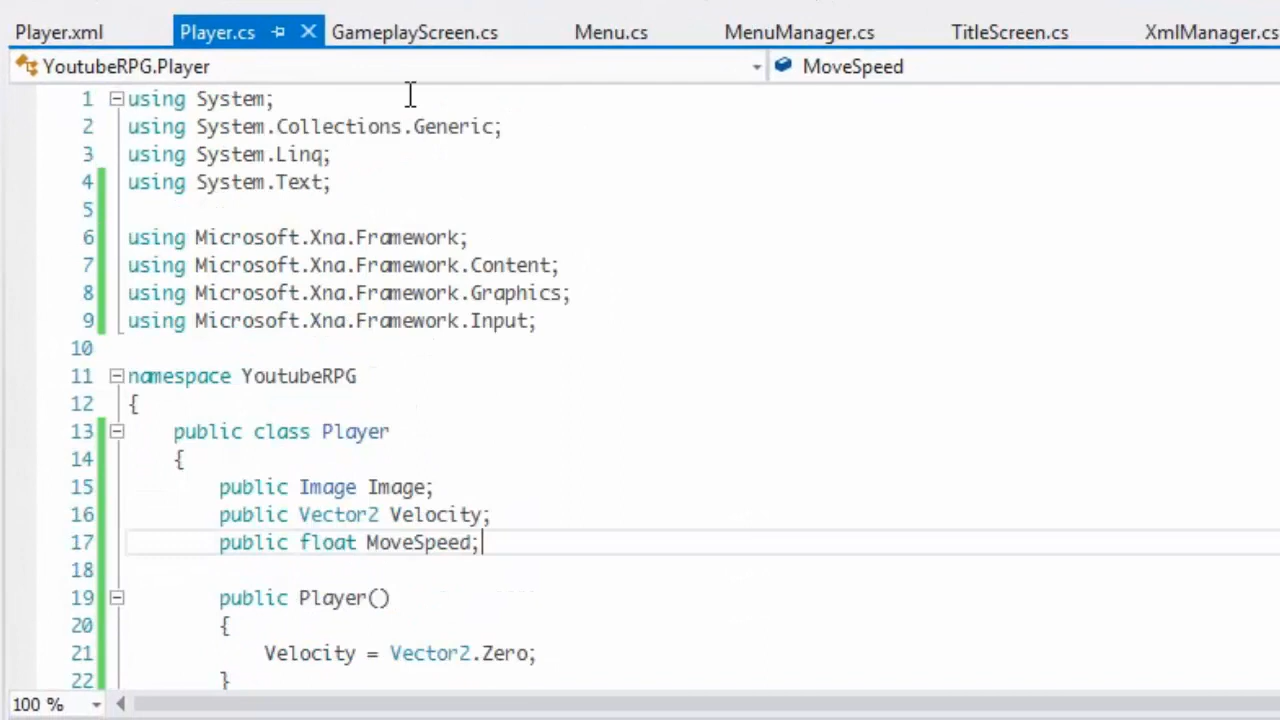 Player.xml Player.cs GameplayScreen.cs Menu.cs MenuManager.cs TitleScreen.cs XmlManager.cs
YoutubeRPG.Player MoveSpeed
1 using System;
2 using System.Collections.Generic;
3 using System.Linq;
4 using System.Text;
5
6 using Microsoft.Xna.Framework;
7 using Microsoft.Xna.Framework.Content;
8 using Microsoft.Xna.Framework.Graphics;
9 using Microsoft.Xna.Framework.Input;
10
11 namespace YoutubeRPG
12 {
13 public class Player
14 {
15 public Image Image;
16 public Vector2 Velocity;
17 public float MoveSpeed;
18
19 public Player()
20 {
21 Velocity = Vector2.Zero;
22 }
100 %